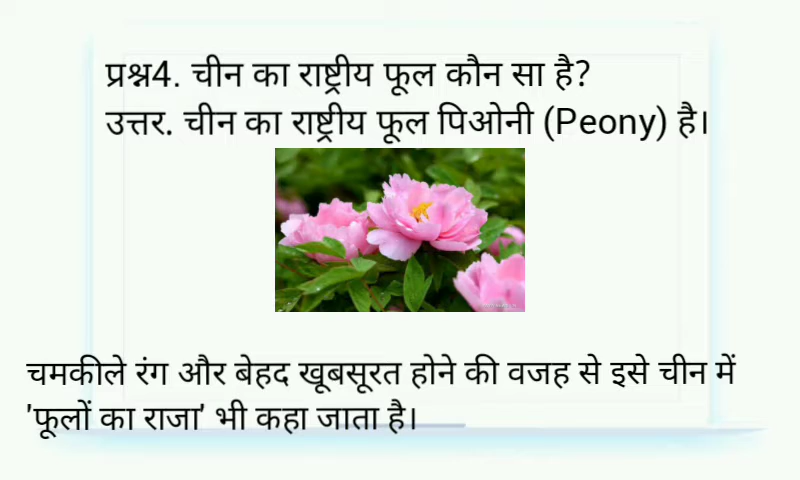 प्रश्न4. चीन का राष्ट्रीय फूल कौन सा है?
उत्तर. चीन का राष्ट्रीय फूल पिओनी (Peony) है।
चमकीले रंग और बेहद खूबसूरत होने की वजह से इसे चीन में
'फूलों का राजा' भी कहा जाता है।